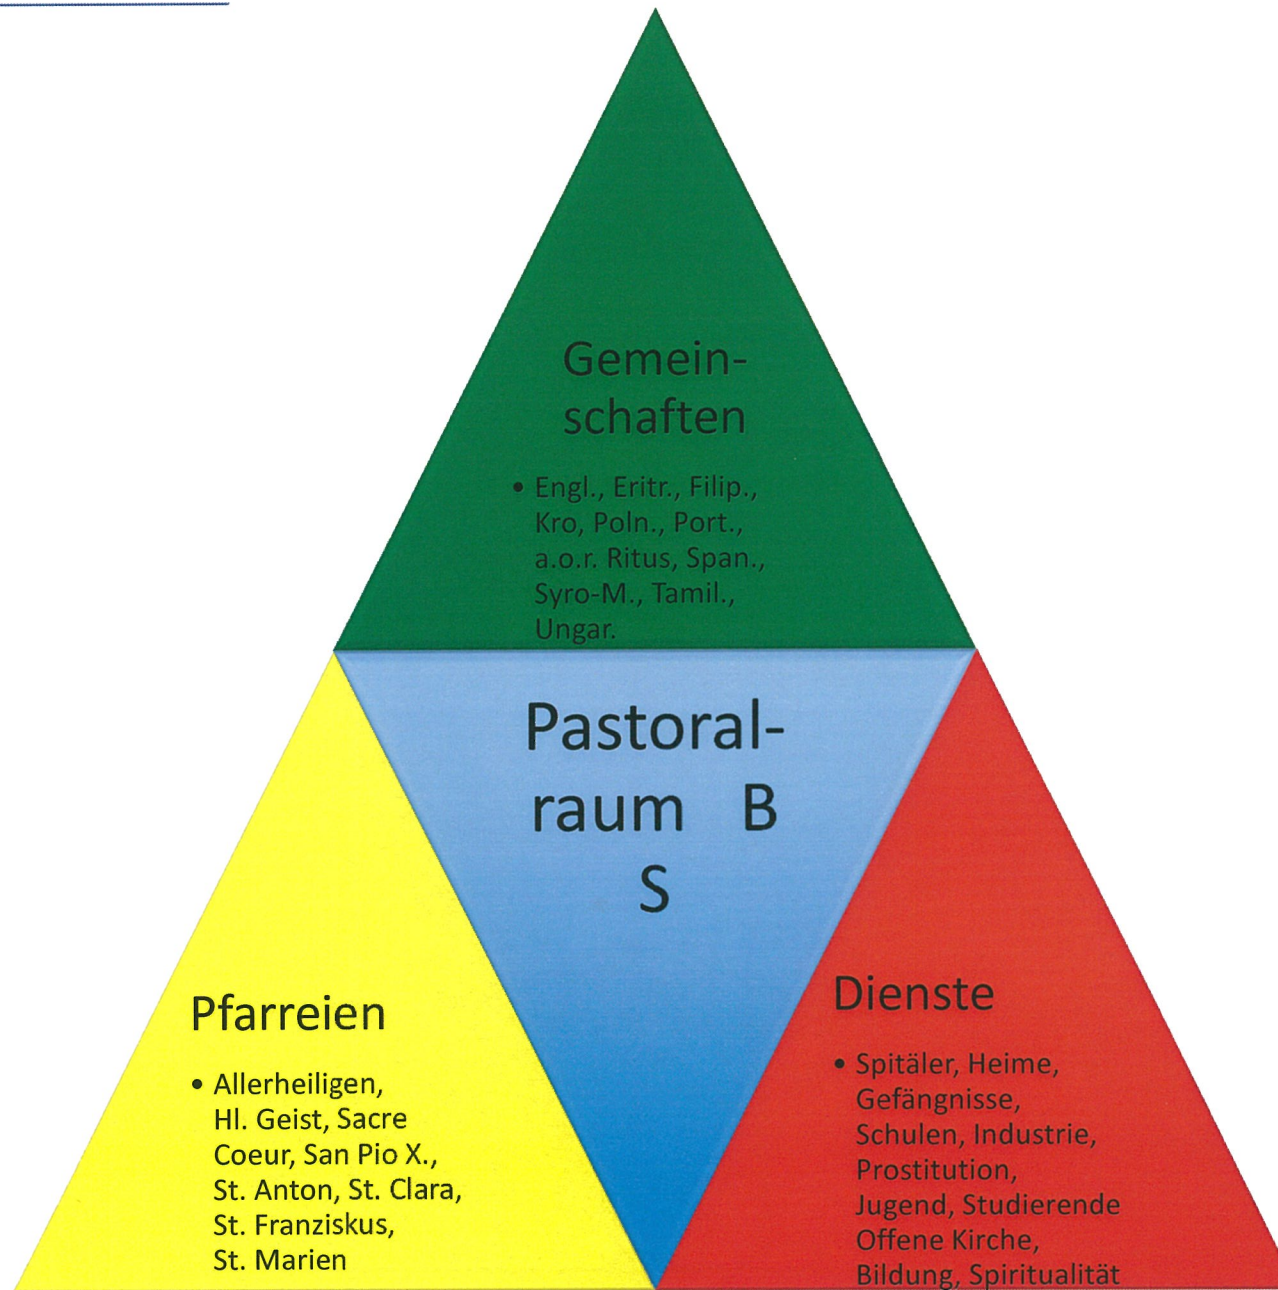 Gemein-
schaften
• Engl., Eritr., Filip.,
Kro, Poln., Port.,
a.o.r. Ritus, Span.,
Syro-M., Tamil.,
Ungar.
Pastoral-
raum B
S
Pfarreien
• Allerheiligen,
Hl. Geist, Sacre
Coeur, San Pio X.,
St. Anton, St. Clara,
St. Franziskus,
St. Marien
Dienste
• Spitäler, Heime,
Gefängnisse,
Schulen, Industrie,
Prostitution,
Jugend, Studierende
Offene Kirche,
Bildung, Spiritualität